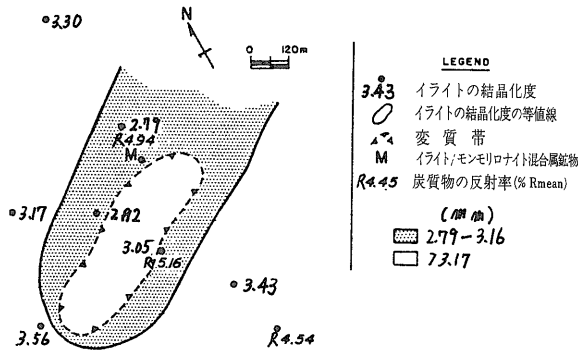 3.30
N
0 120m
2.79
R4.94
M
3.17
3.05
R5.16
3.43
3.56
R4.54
LEGEND
3.43 イライトの結晶化度
イライトの結晶化度の等値線
変質帯
M イライト/モンモリロナイト混合層鉱物
R4.45 炭質物の反射率(% Rmean)
2.79-3.16
73.17